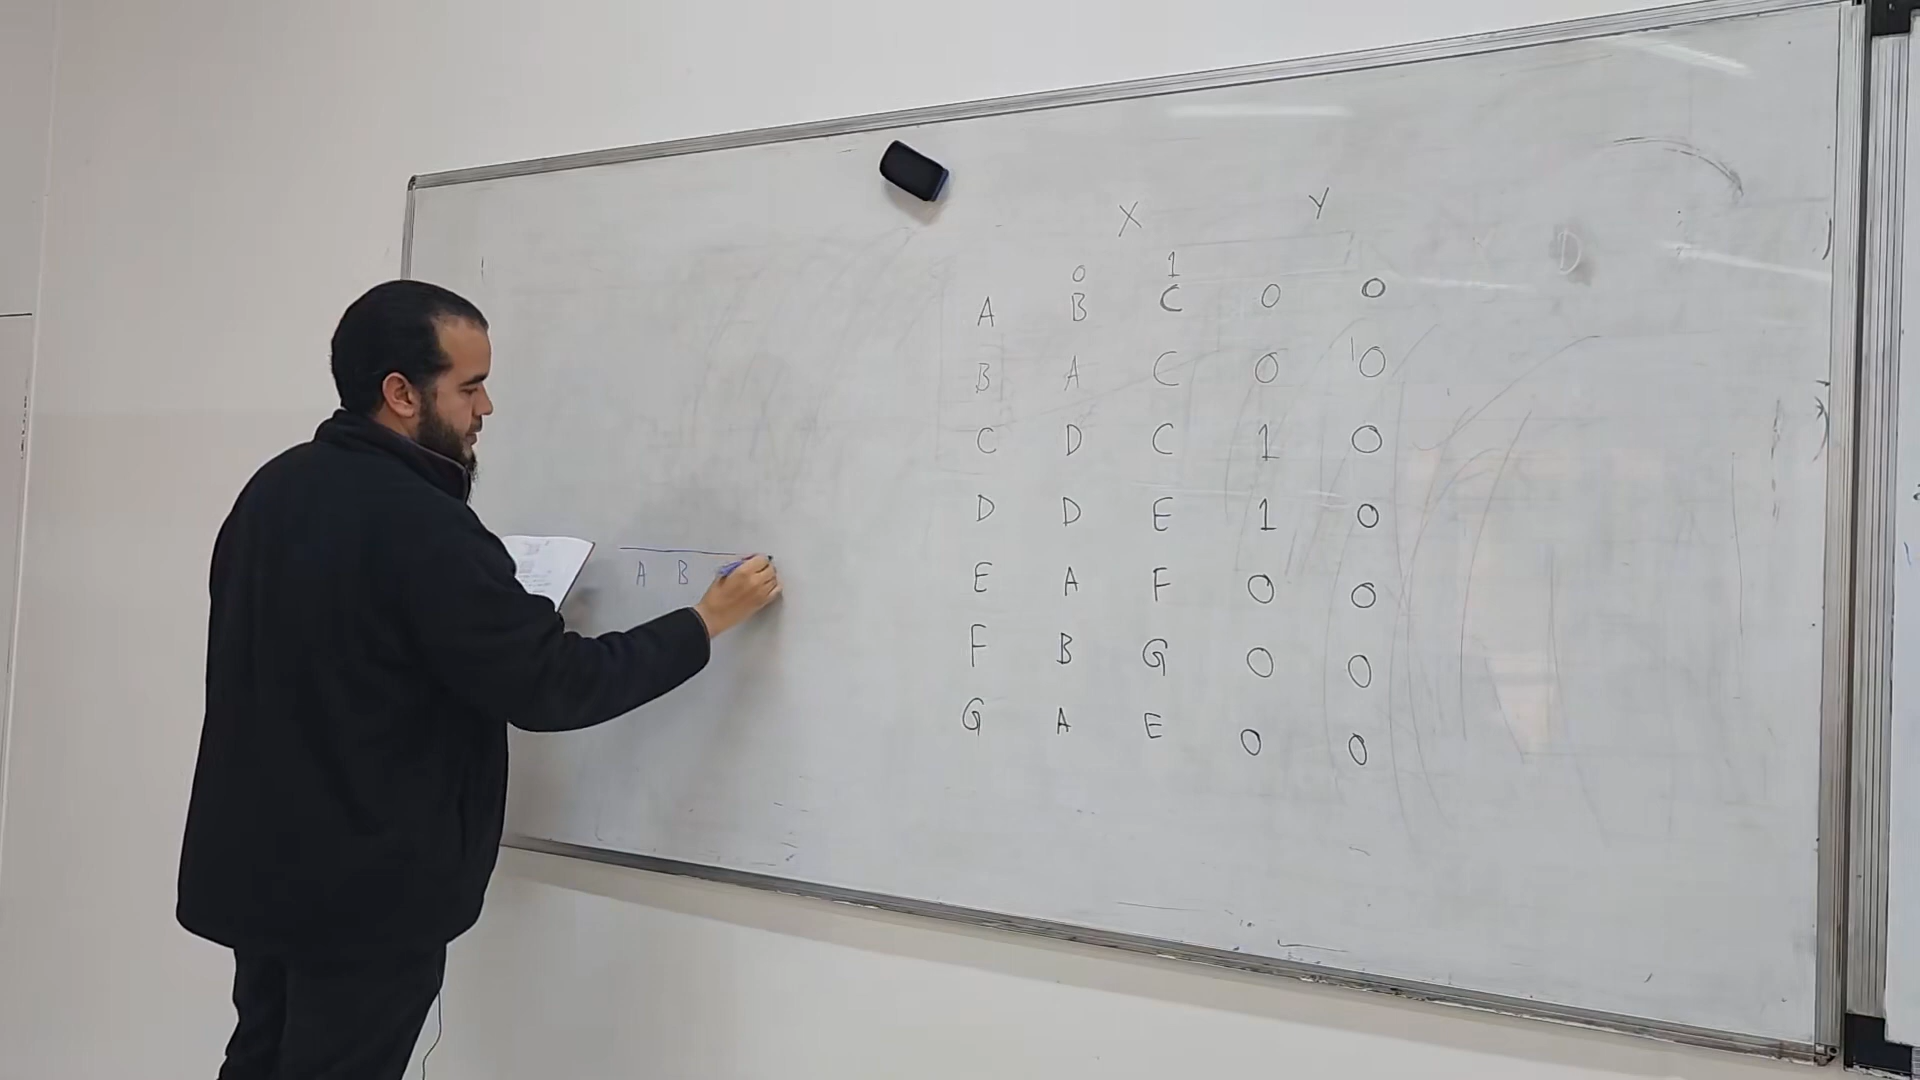 X Y
0 1
A B C 0 0
B A C 0 0
C D C 1 0
D D E 1 0
E A F 0 0
F B G 0 0
G A E 0 0
A B
D